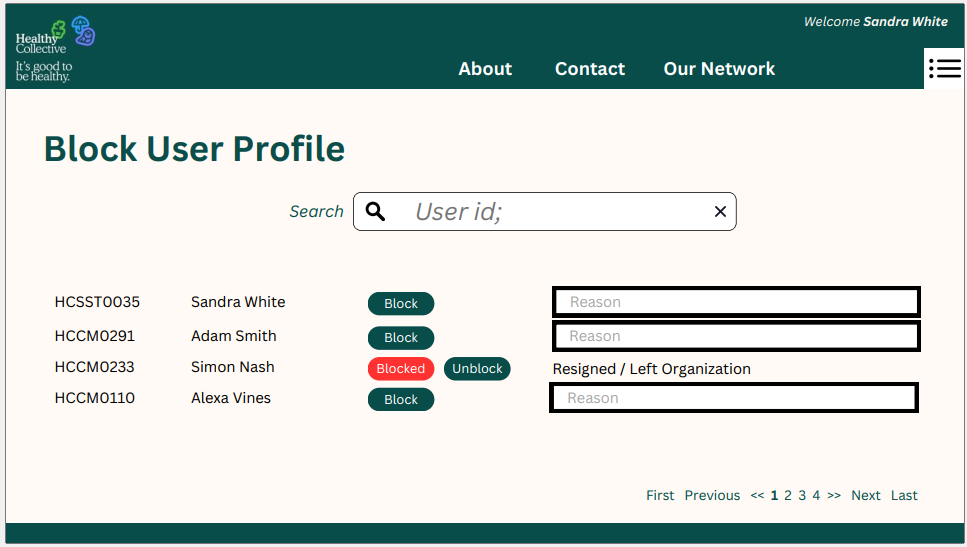 Healthy
Collective
It's good to
be healthy.
Welcome Sandra White
About Contact Our Network
Block User Profile
Search User id;
HCSST0035 Sandra White Block Reason
HCCM0291 Adam Smith Block Reason
HCCM0233 Simon Nash Blocked Unblock Resigned / Left Organization
HCCM0110 Alexa Vines Block Reason
First Previous << 1 2 3 4 >> Next Last